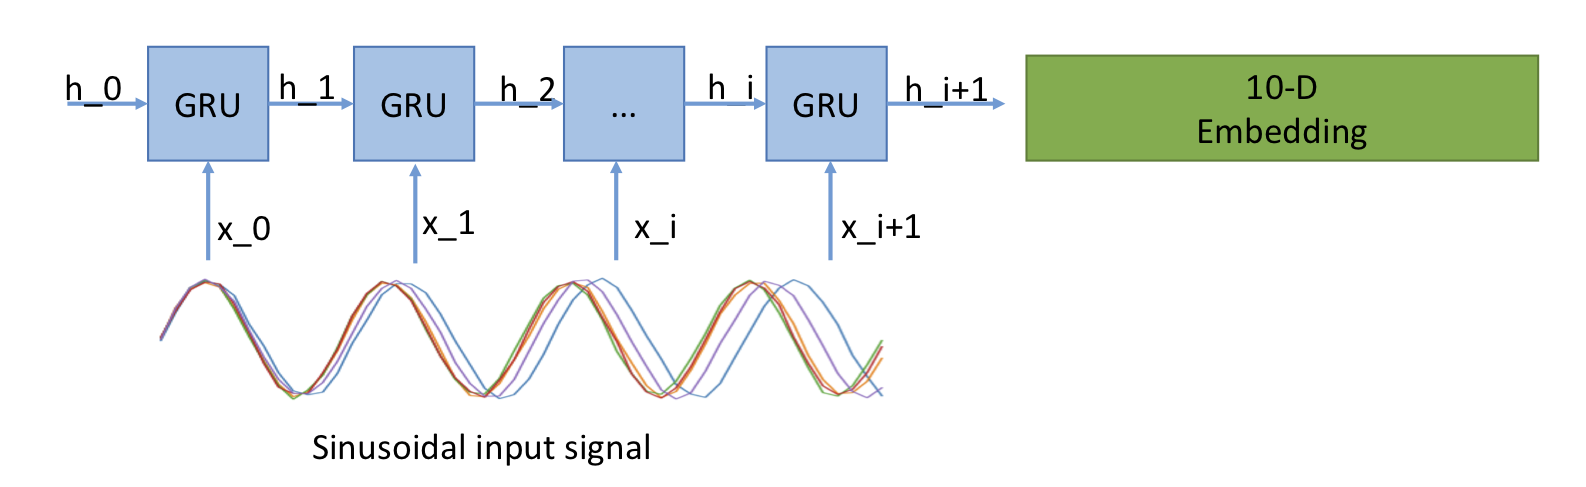 h_0
GRU
h_1
GRU
h_2
...
h_i
GRU
h_i+1
10-D
Embedding
x_0
x_1
x_i
x_i+1
Sinusoidal input signal